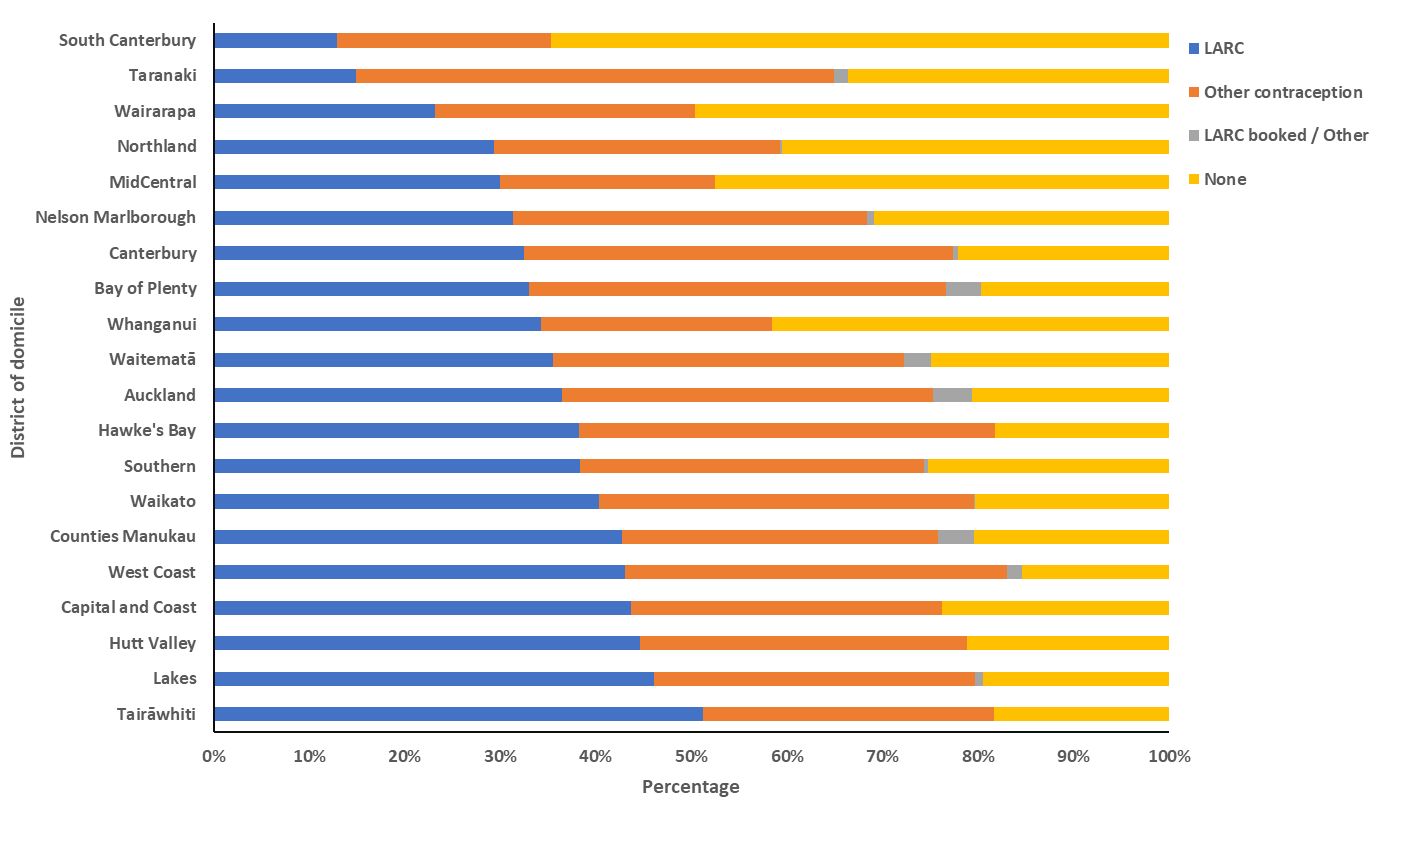 South Canterbury
Taranaki
Wairarapa
Northland
MidCentral
Nelson Marlborough
Canterbury
Bay of Plenty
Whanganui
Waitematā
Auckland
Hawke's Bay
Southern
Waikato
Counties Manukau
West Coast
Capital and Coast
Hutt Valley
Lakes
Tairāwhiti
District of domicile
0% 10% 20% 30% 40% 50% 60% 70% 80% 90% 100%
Percentage
LARC
Other contraception
LARC booked / Other
None